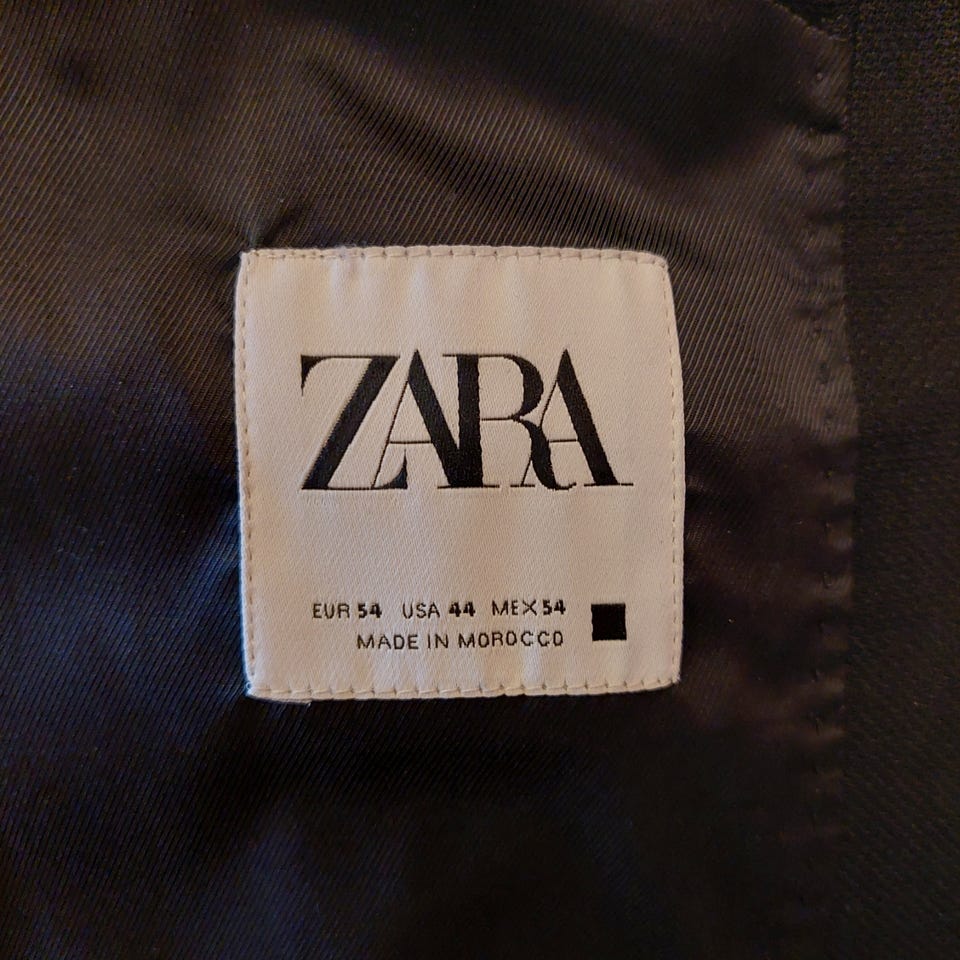 ZARA
EUR 54 USA 44 MEX 54
MADE IN MOROCCO